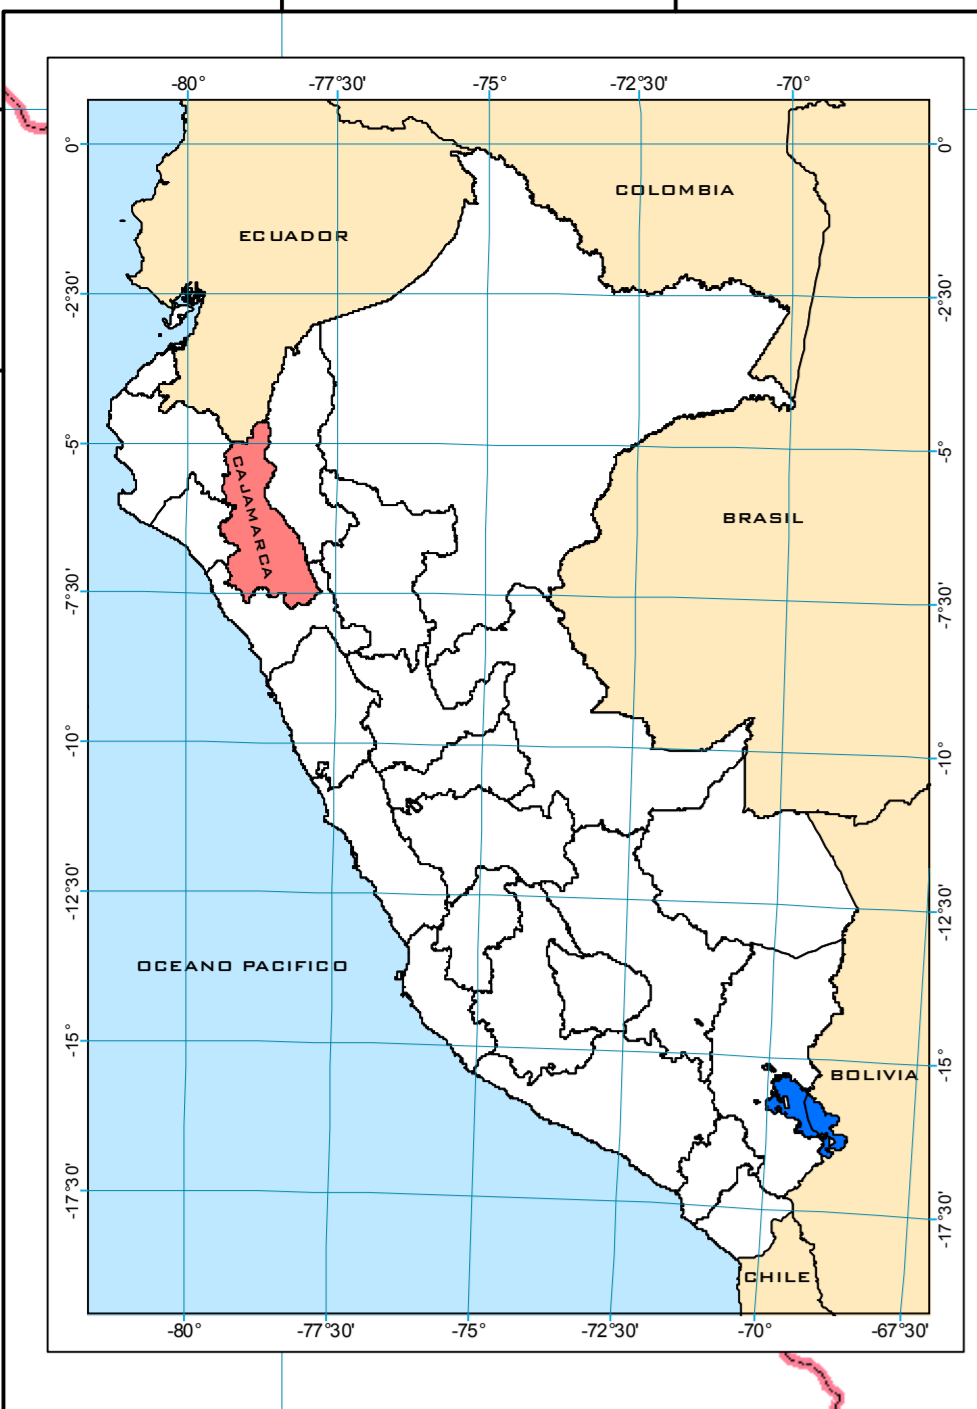 -80° -77°30' -75° -72°30' -70°
0° 0°
COLOMBIA
ECUADOR
-2°30' -2°30'
-5° -5°
CAJAMARCA
BRASIL
-7°30' -7°30'
-10° -10°
-12°30' -12°30'
OCEANO PACIFICO
-15° -15°
BOLIVIA
-17°30' -17°30'
CHILE
-80° -77°30' -75° -72°30' -70° -67°30'